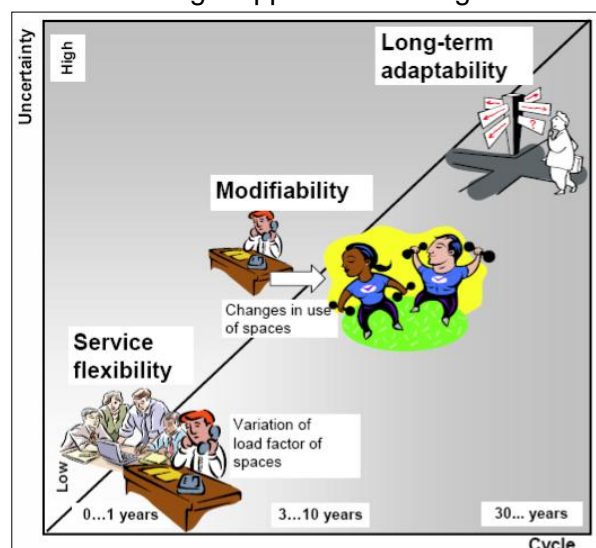 Uncertainty
High
Long-term
adaptability
?
Modifiability
Changes in use
of spaces
Service
flexibility
Variation of
load factor of
spaces
Low
0...1 years
3...10 years
30... years
Cycle